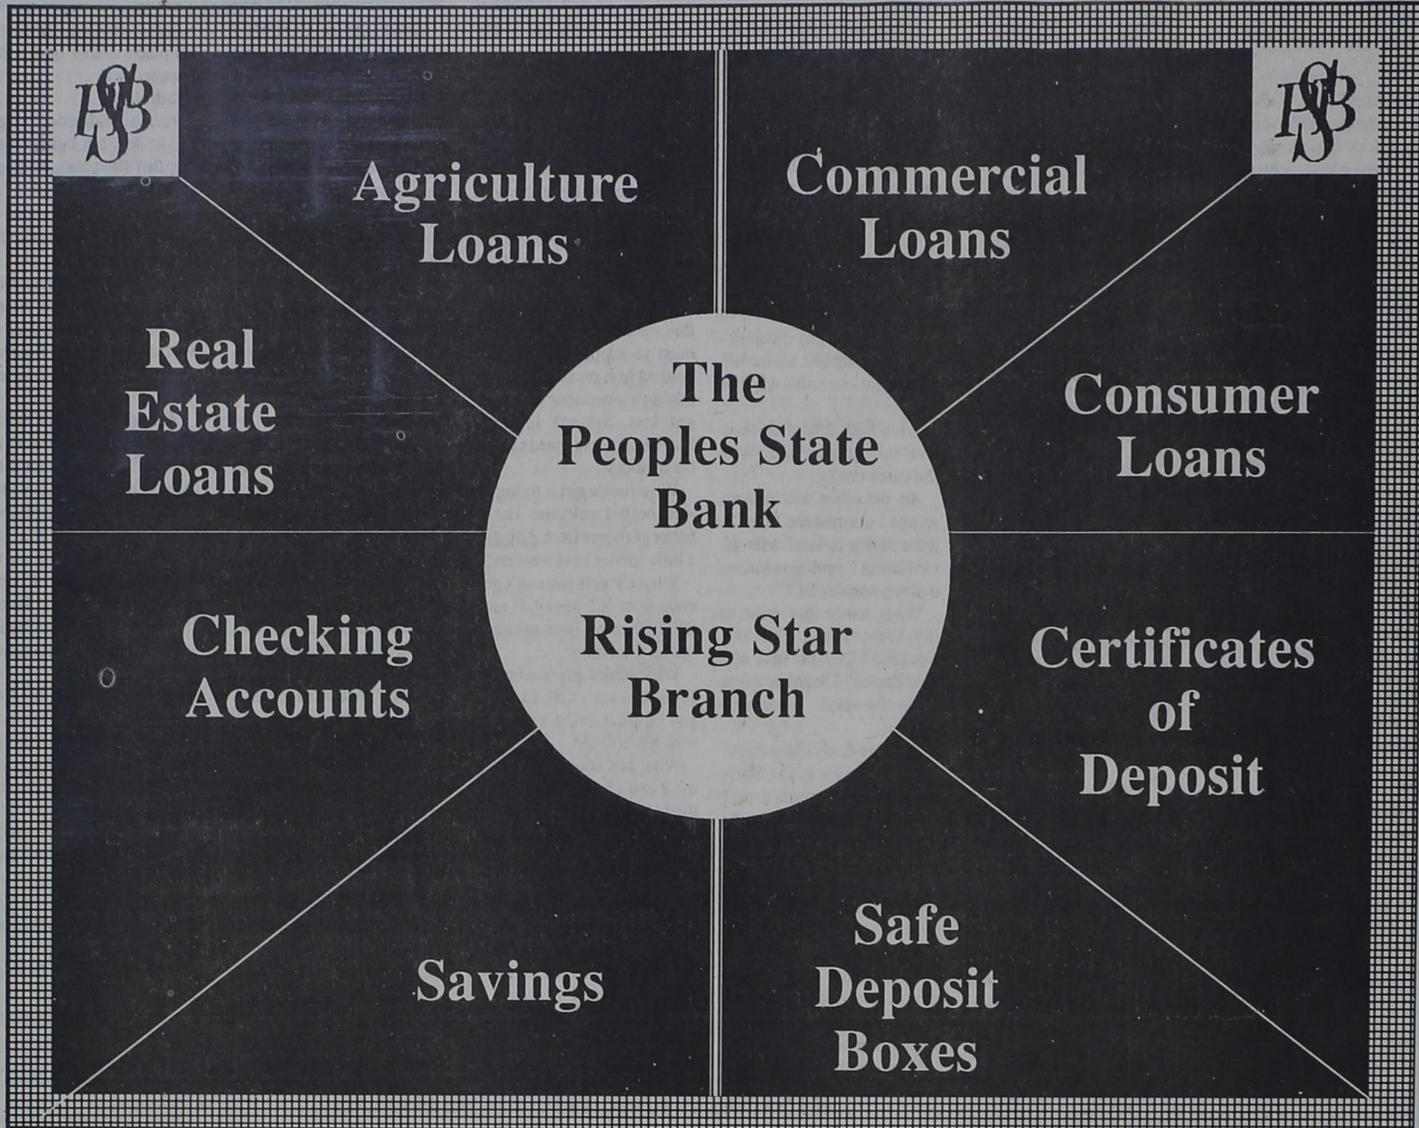 PSB
PSB
Agriculture
Loans
Commercial
Loans
Real
Estate
Loans
Consumer
Loans
The
Peoples State
Bank
Rising Star
Branch
Checking
Accounts
Certificates
of
Deposit
Savings
Safe
Deposit
Boxes